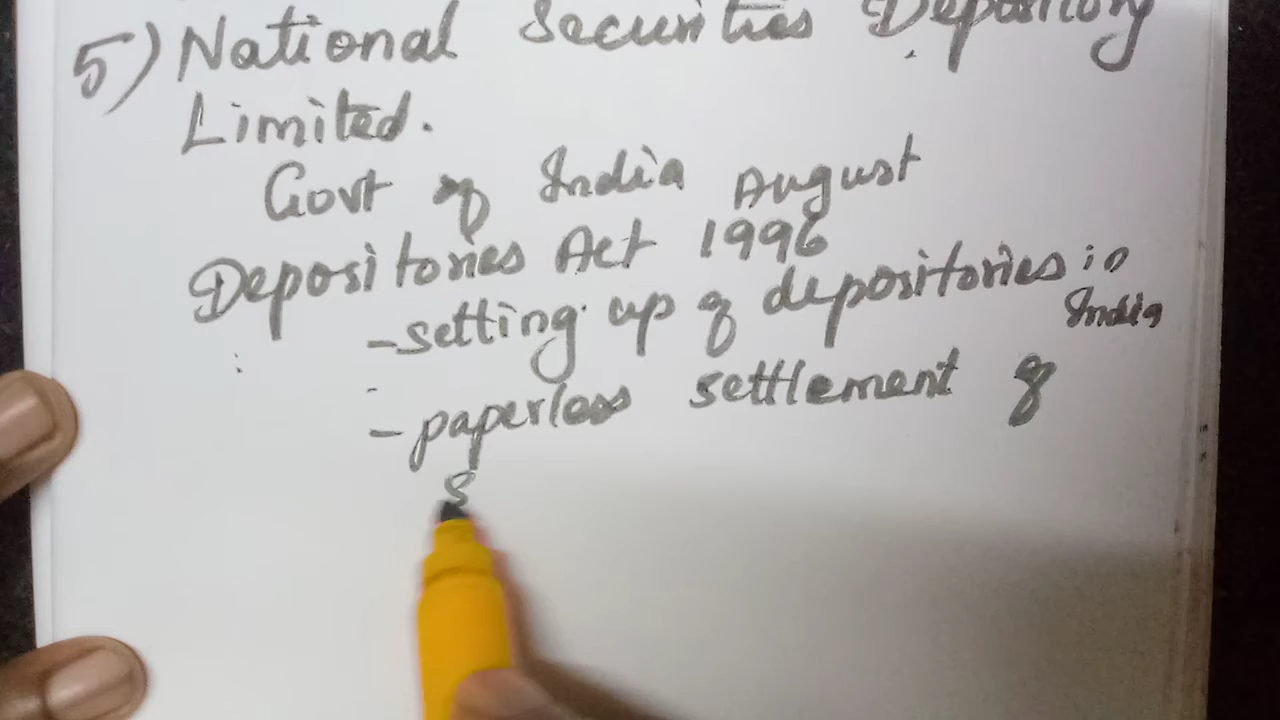 5) National Securities Depository
Limited.
Govt of India August
Depositories Act 1996
-setting up of depositories in
India
-paperless settlement of
S